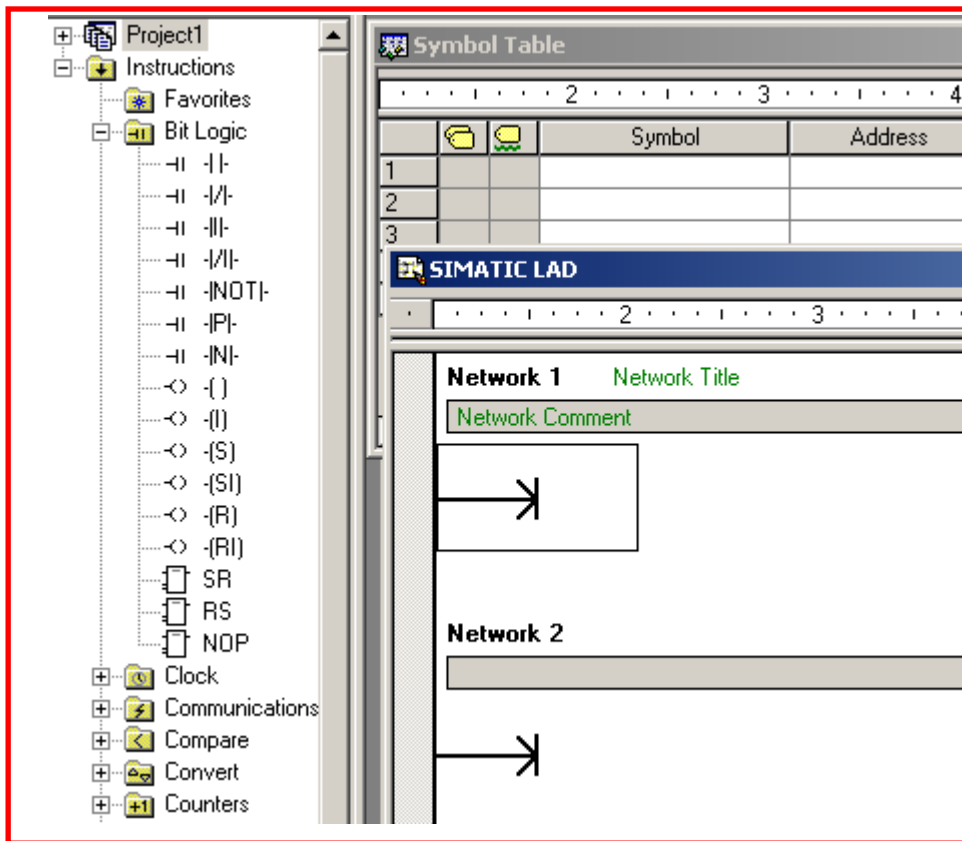 Project1
Instructions
Favorites
Bit Logic
-| |-
-|/|-
-|I|-
-|/I|-
-|NOT|-
-|P|-
-|N|-
-( )
-(I)
-(S)
-(SI)
-(R)
-(RI)
SR
RS
NOP
Clock
Communications
Compare
Convert
Counters
Symbol Table
2 3 4
Symbol Address
1
2
3
SIMATIC LAD
2 3
Network 1 Network Title
Network Comment
Network 2